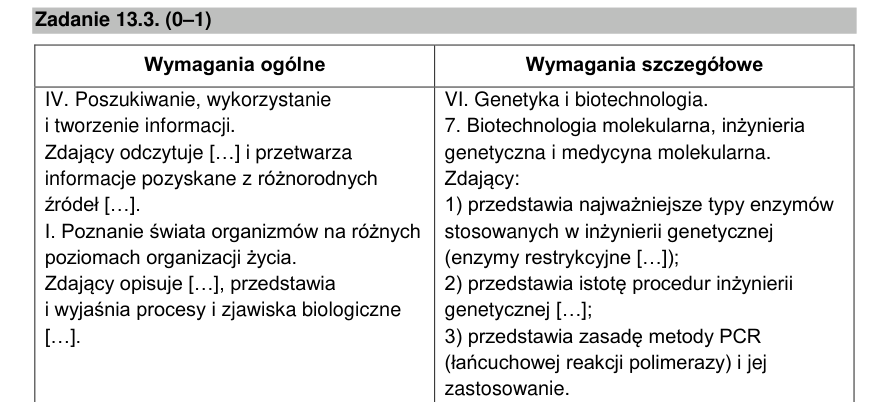 Zadanie 13.3. (0–1)
Wymagania ogólne
Wymagania szczegółowe
IV. Poszukiwanie, wykorzystanie
i tworzenie informacji.
Zdający odczytuje […] i przetwarza
informacje pozyskane z różnorodnych
źródeł […].
I. Poznanie świata organizmów na różnych
poziomach organizacji życia.
Zdający opisuje […], przedstawia
i wyjaśnia procesy i zjawiska biologiczne
[…].
VI. Genetyka i biotechnologia.
7. Biotechnologia molekularna, inżynieria
genetyczna i medycyna molekularna.
Zdający:
1) przedstawia najważniejsze typy enzymów
stosowanych w inżynierii genetycznej
(enzymy restrykcyjne […]);
2) przedstawia istotę procedur inżynierii
genetycznej […];
3) przedstawia zasadę metody PCR
(łańcuchowej reakcji polimerazy) i jej
zastosowanie.